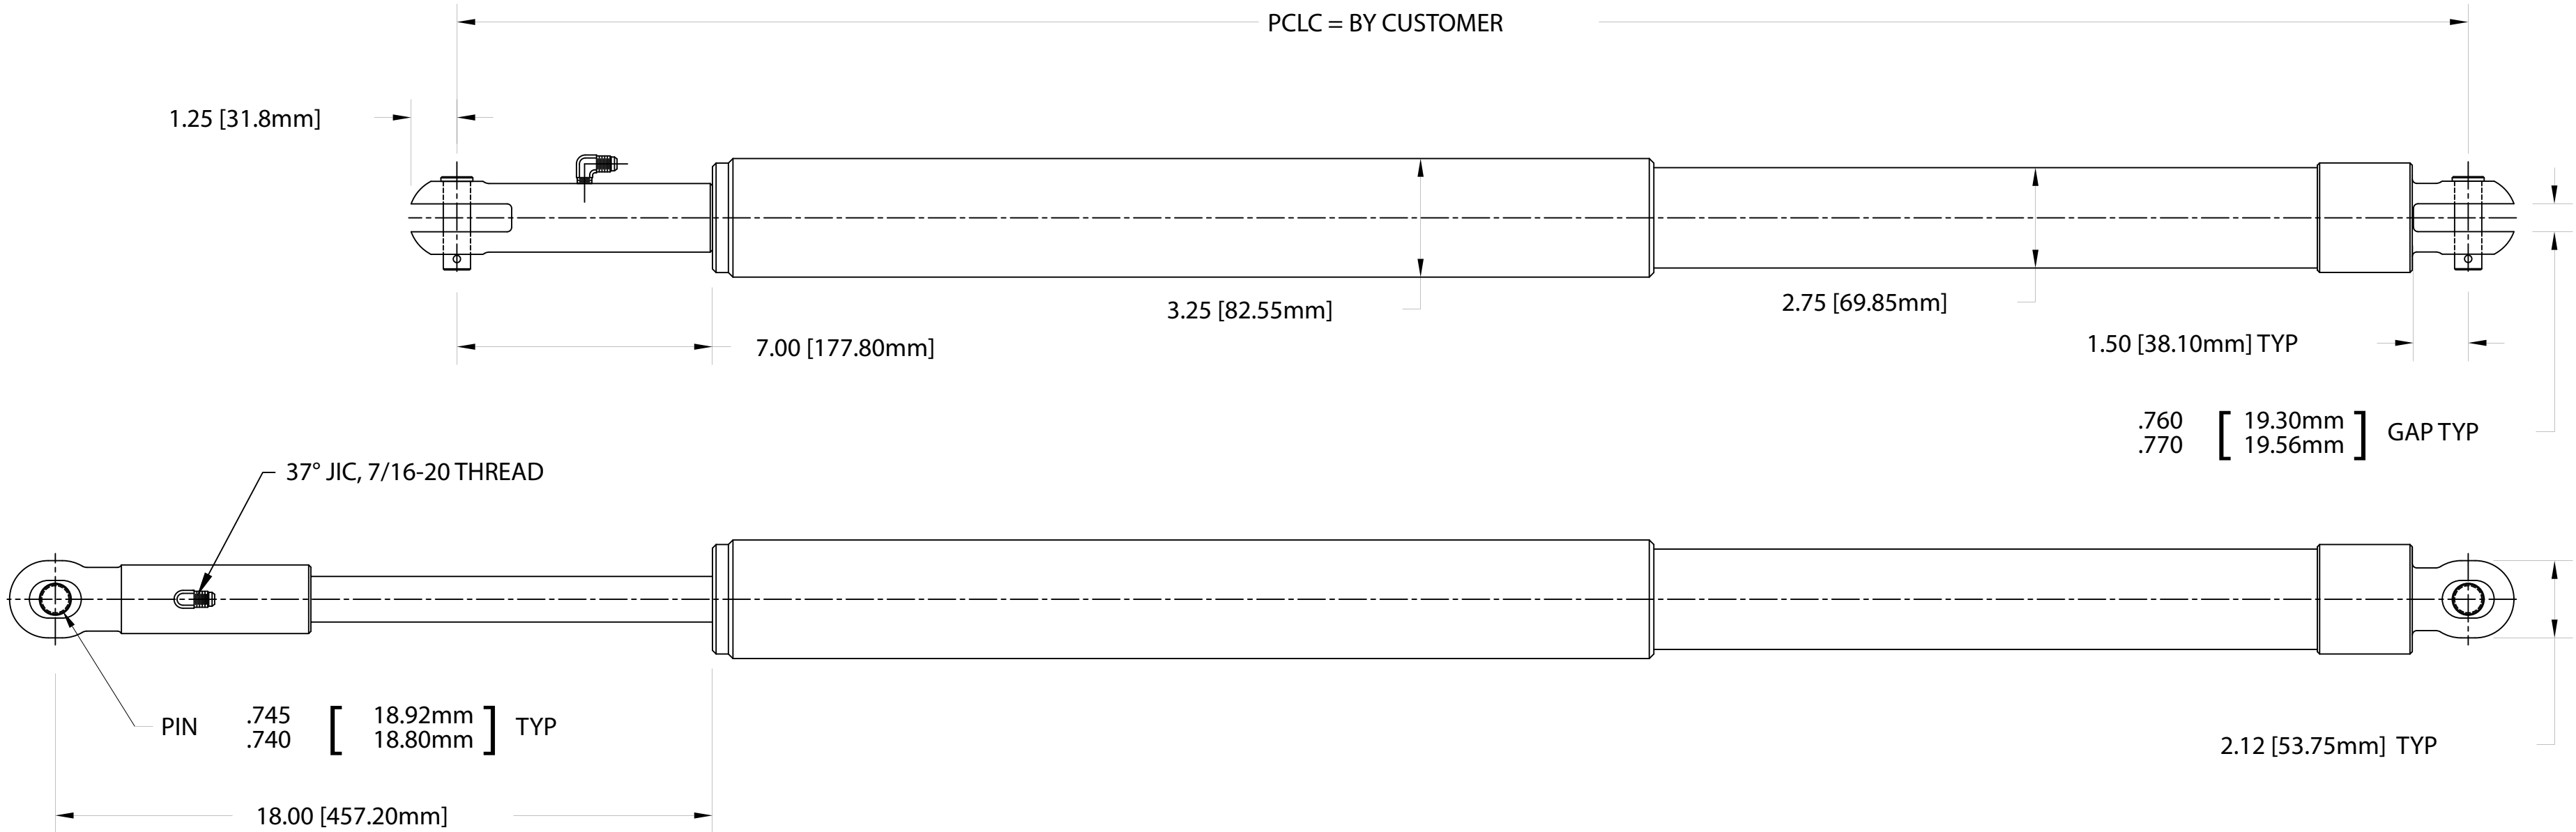 PCLC = BY CUSTOMER
1.25 [31.8mm]
3.25 [82.55mm]
2.75 [69.85mm]
7.00 [177.80mm]
1.50 [38.10mm] TYP
.760 [ 19.30mm ] GAP TYP
.770 19.56mm
37° JIC, 7/16-20 THREAD
PIN .745 [ 18.92mm ] TYP
.740 18.80mm
2.12 [53.75mm] TYP
18.00 [457.20mm]